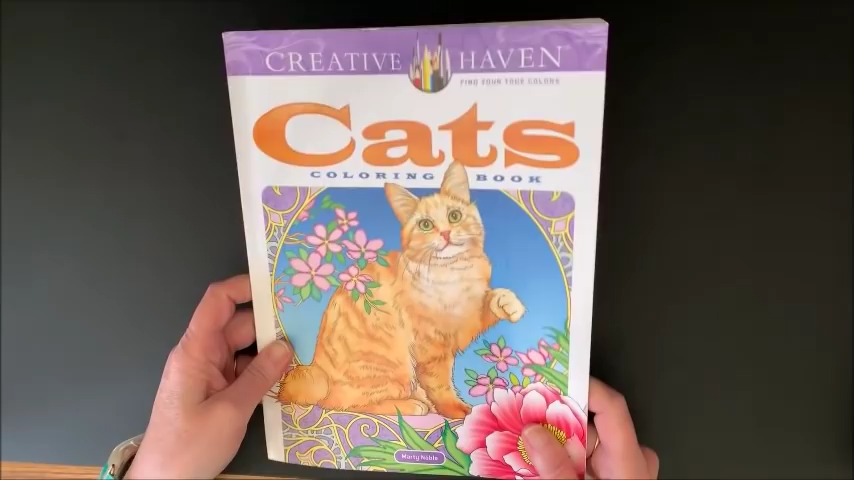 CREATIVE HAVEN
FIND YOUR TRUE COLORS
Cats
COLORING BOOK
Marty Noble